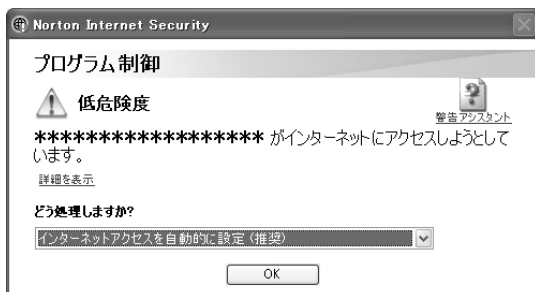 Norton Internet Security
プログラム制御
低危険度
警告アシスタント
****************** がインターネットにアクセスしようとして
います。
詳細を表示
どう処理しますか?
インターネットアクセスを自動的に設定 (推奨)
OK